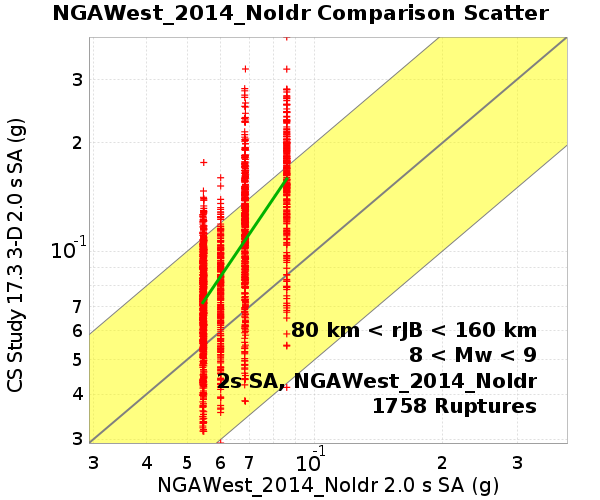 NGAWest_2014_NoIdr Comparison Scatter
CS Study 17.3 3-D 2.0 s SA (g)
3
2
10-1
7
6
5
4
3
80 km < rJB < 160 km
8 < Mw < 9
2s SA, NGAWest_2014_NoIdr
1758 Ruptures
3 4 5 6 7 10-1 2 3
NGAWest_2014_NoIdr 2.0 s SA (g)